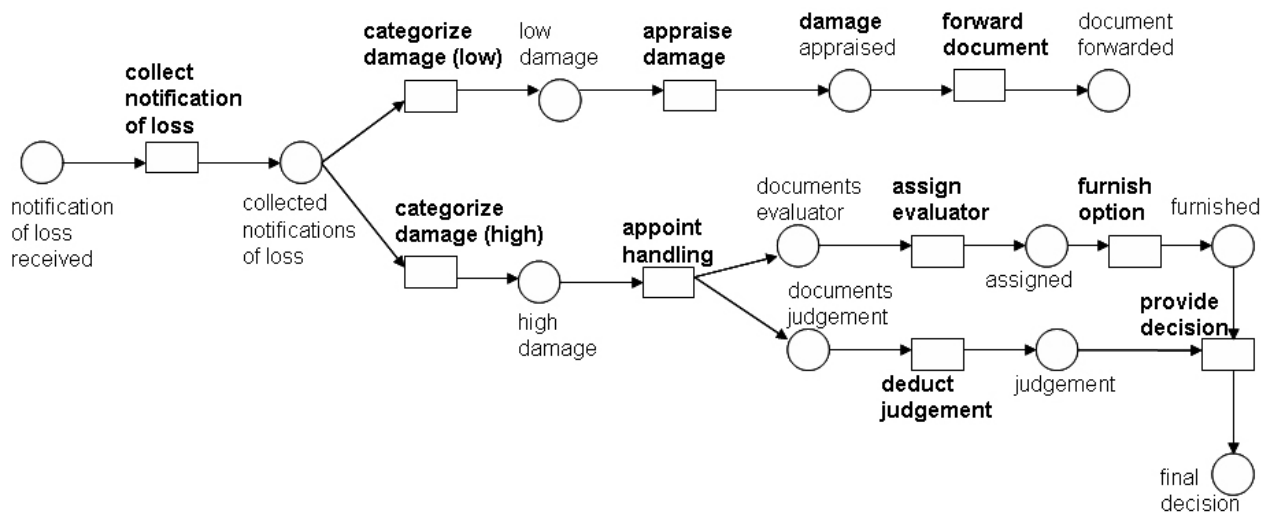 categorize
damage (low)
low
damage
appraise
damage
damage
appraised
forward
document
document
forwarded
collect
notification
of loss
notification
of loss
received
collected
notifications
of loss
categorize
damage (high)
high
damage
appoint
handling
documents
evaluator
assign
evaluator
assigned
furnish
option
furnished
documents
judgement
deduct
judgement
judgement
provide
decision
final
decision